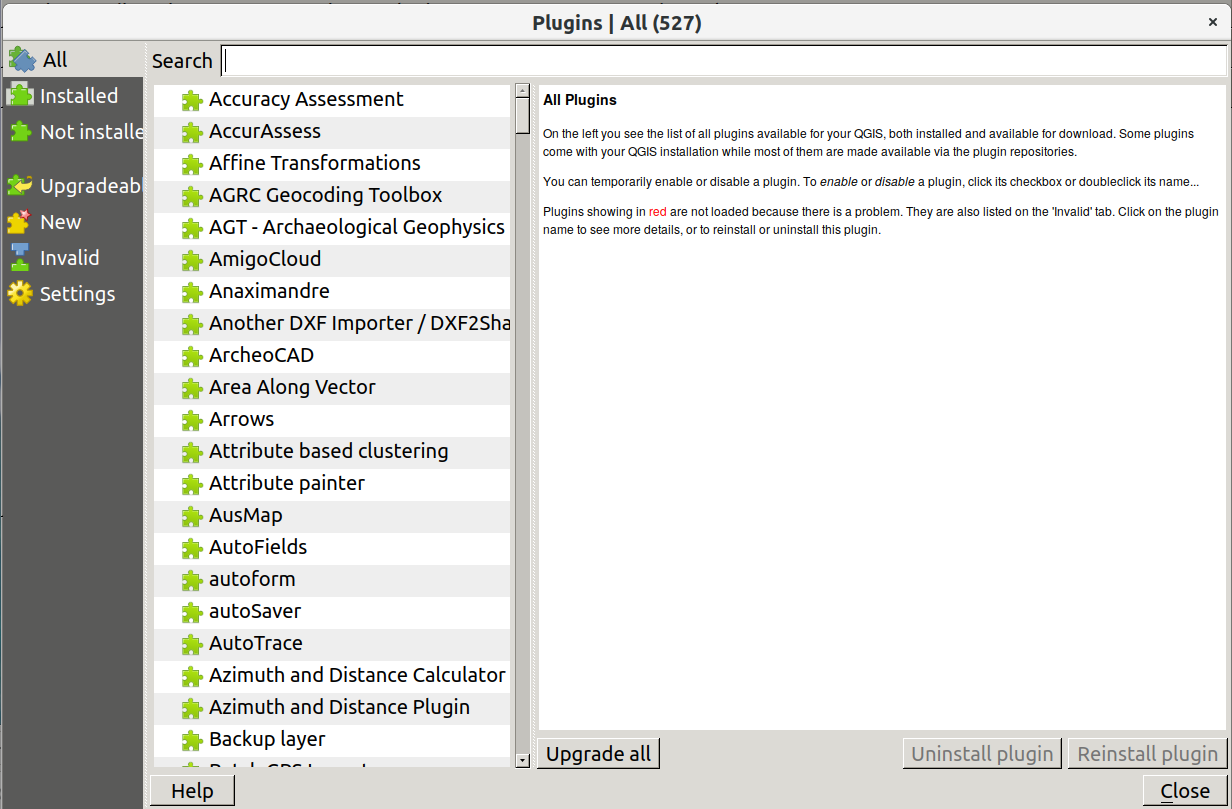 Plugins | All (527)
All
Installed
Not installe
Upgradeabl
New
Invalid
Settings
Search
Accuracy Assessment
AccurAssess
Affine Transformations
AGRC Geocoding Toolbox
AGT - Archaeological Geophysics
AmigoCloud
Anaximandre
Another DXF Importer / DXF2Sha
ArcheoCAD
Area Along Vector
Arrows
Attribute based clustering
Attribute painter
AusMap
AutoFields
autoform
autoSaver
AutoTrace
Azimuth and Distance Calculator
Azimuth and Distance Plugin
Backup layer
All Plugins
On the left you see the list of all plugins available for your QGIS, both installed and available for download. Some plugins
come with your QGIS installation while most of them are made available via the plugin repositories.
You can temporarily enable or disable a plugin. To enable or disable a plugin, click its checkbox or doubleclick its name...
Plugins showing in red are not loaded because there is a problem. They are also listed on the 'Invalid' tab. Click on the plugin
name to see more details, or to reinstall or uninstall this plugin.
Upgrade all
Uninstall plugin
Reinstall plugin
Help
Close